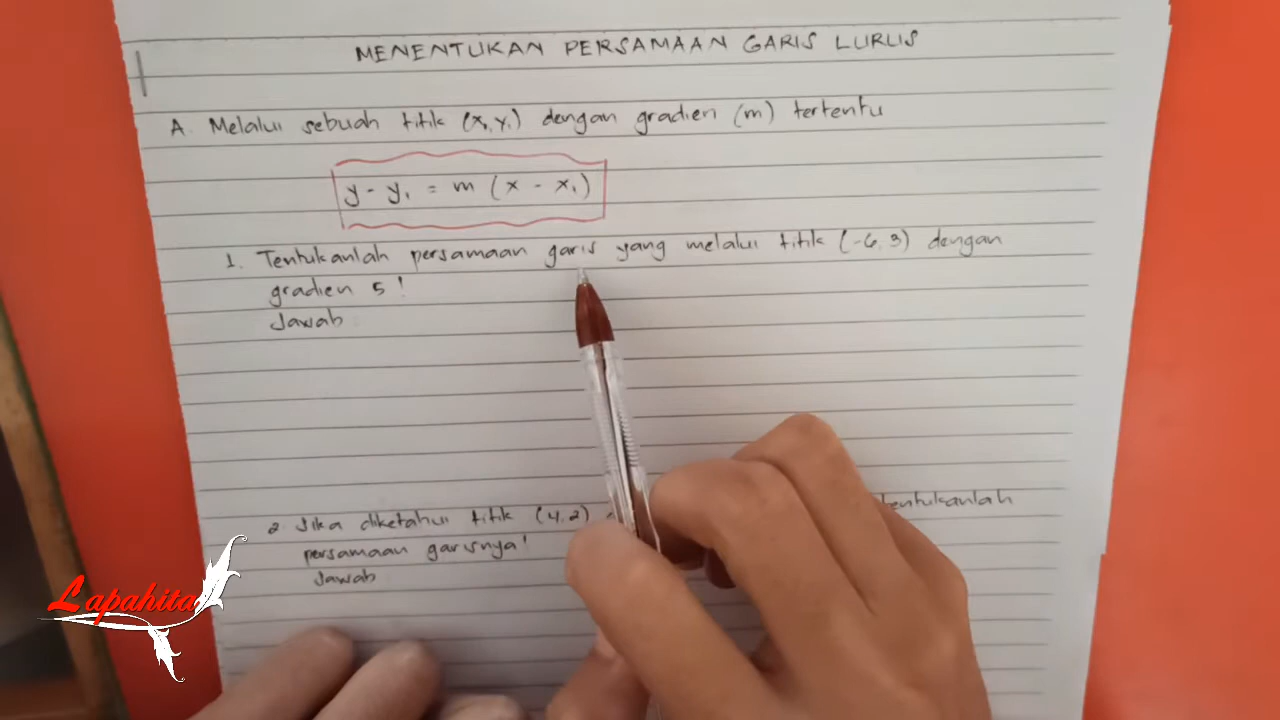 MENENTUKAN PERSAMAAN GARIS LURUS
A. Melalui sebuah titik (x₁, y₁) dengan gradien (m) tertentu
y - y₁ = m (x - x₁)
1. Tentukanlah persamaan garis yang melalui titik (-6, 3) dengan
gradien 5 !
Jawab
2. Jika diketahui titik (4, 2) tentukanlah
persamaan garisnya !
Jawab
Lapahita